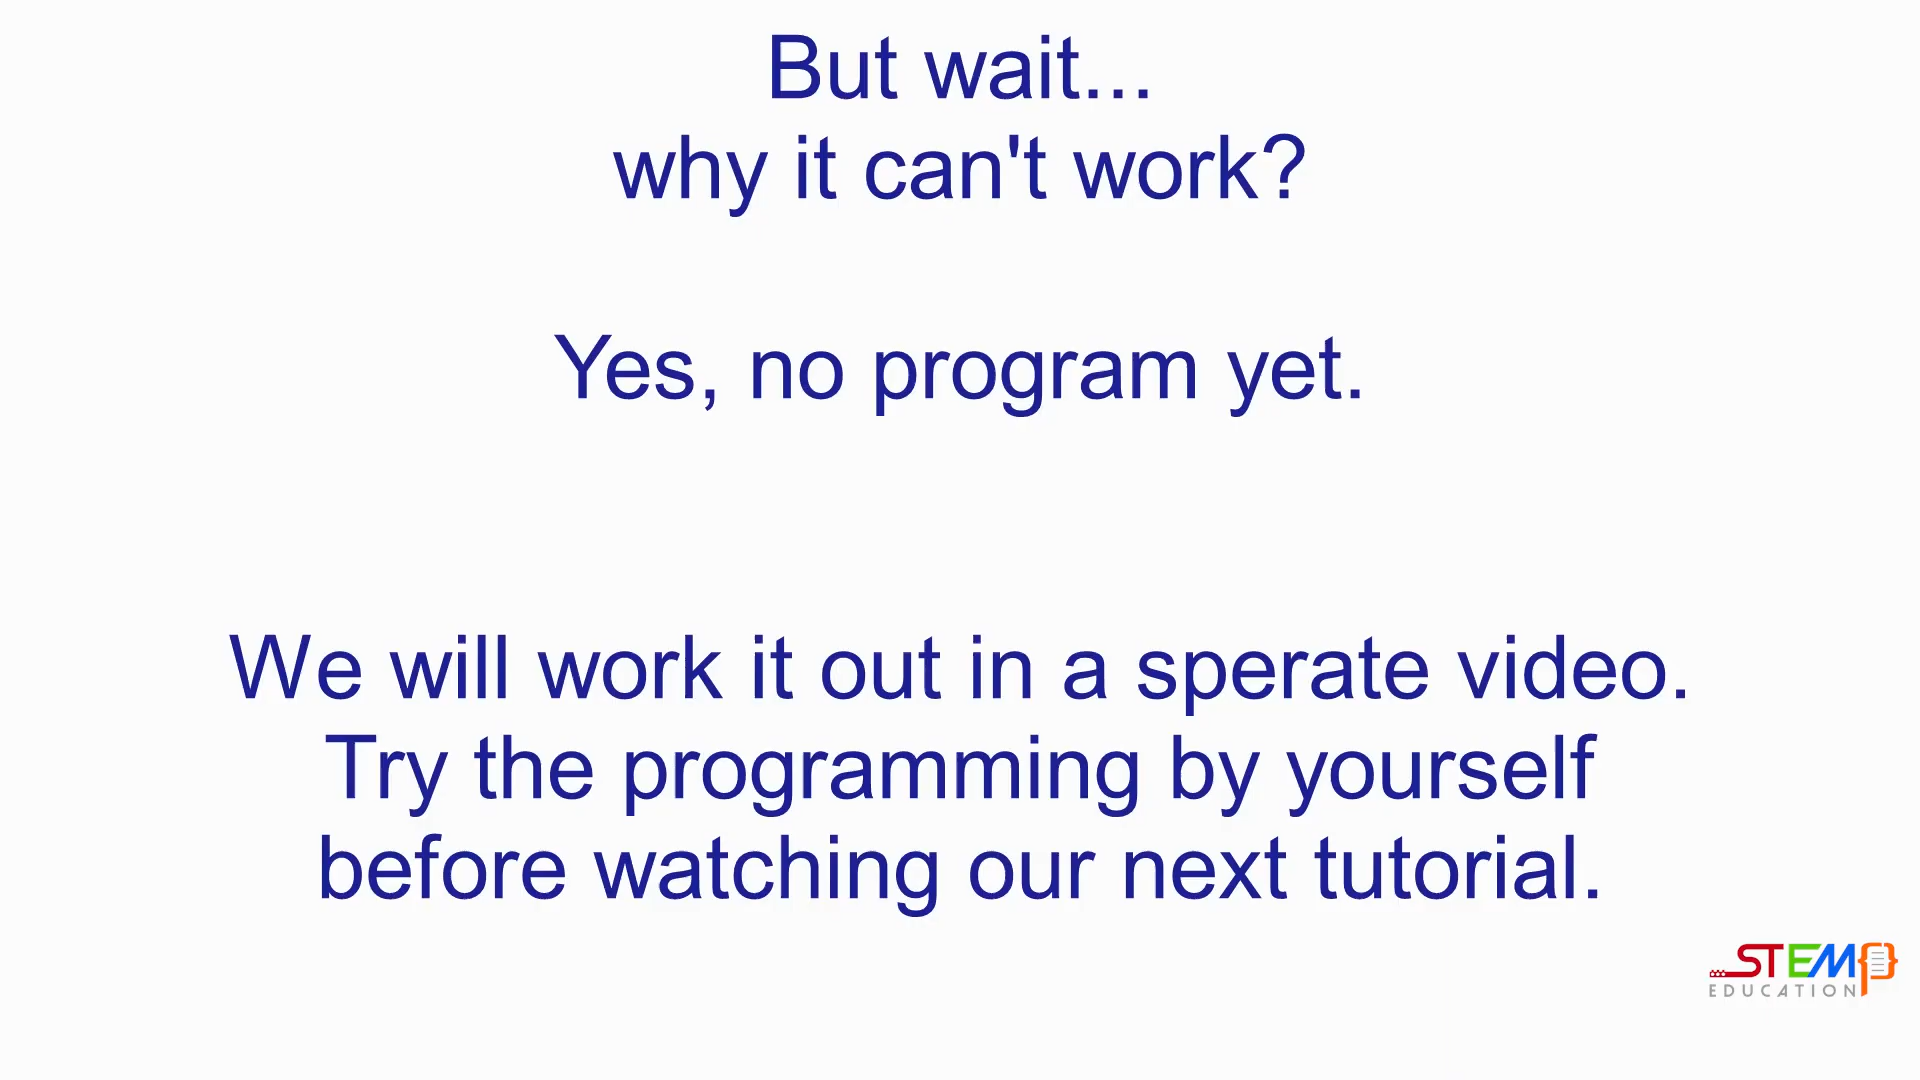 But wait...
why it can't work?
Yes, no program yet.
We will work it out in a sperate video.
Try the programming by yourself
before watching our next tutorial.
STEMP
EDUCATION